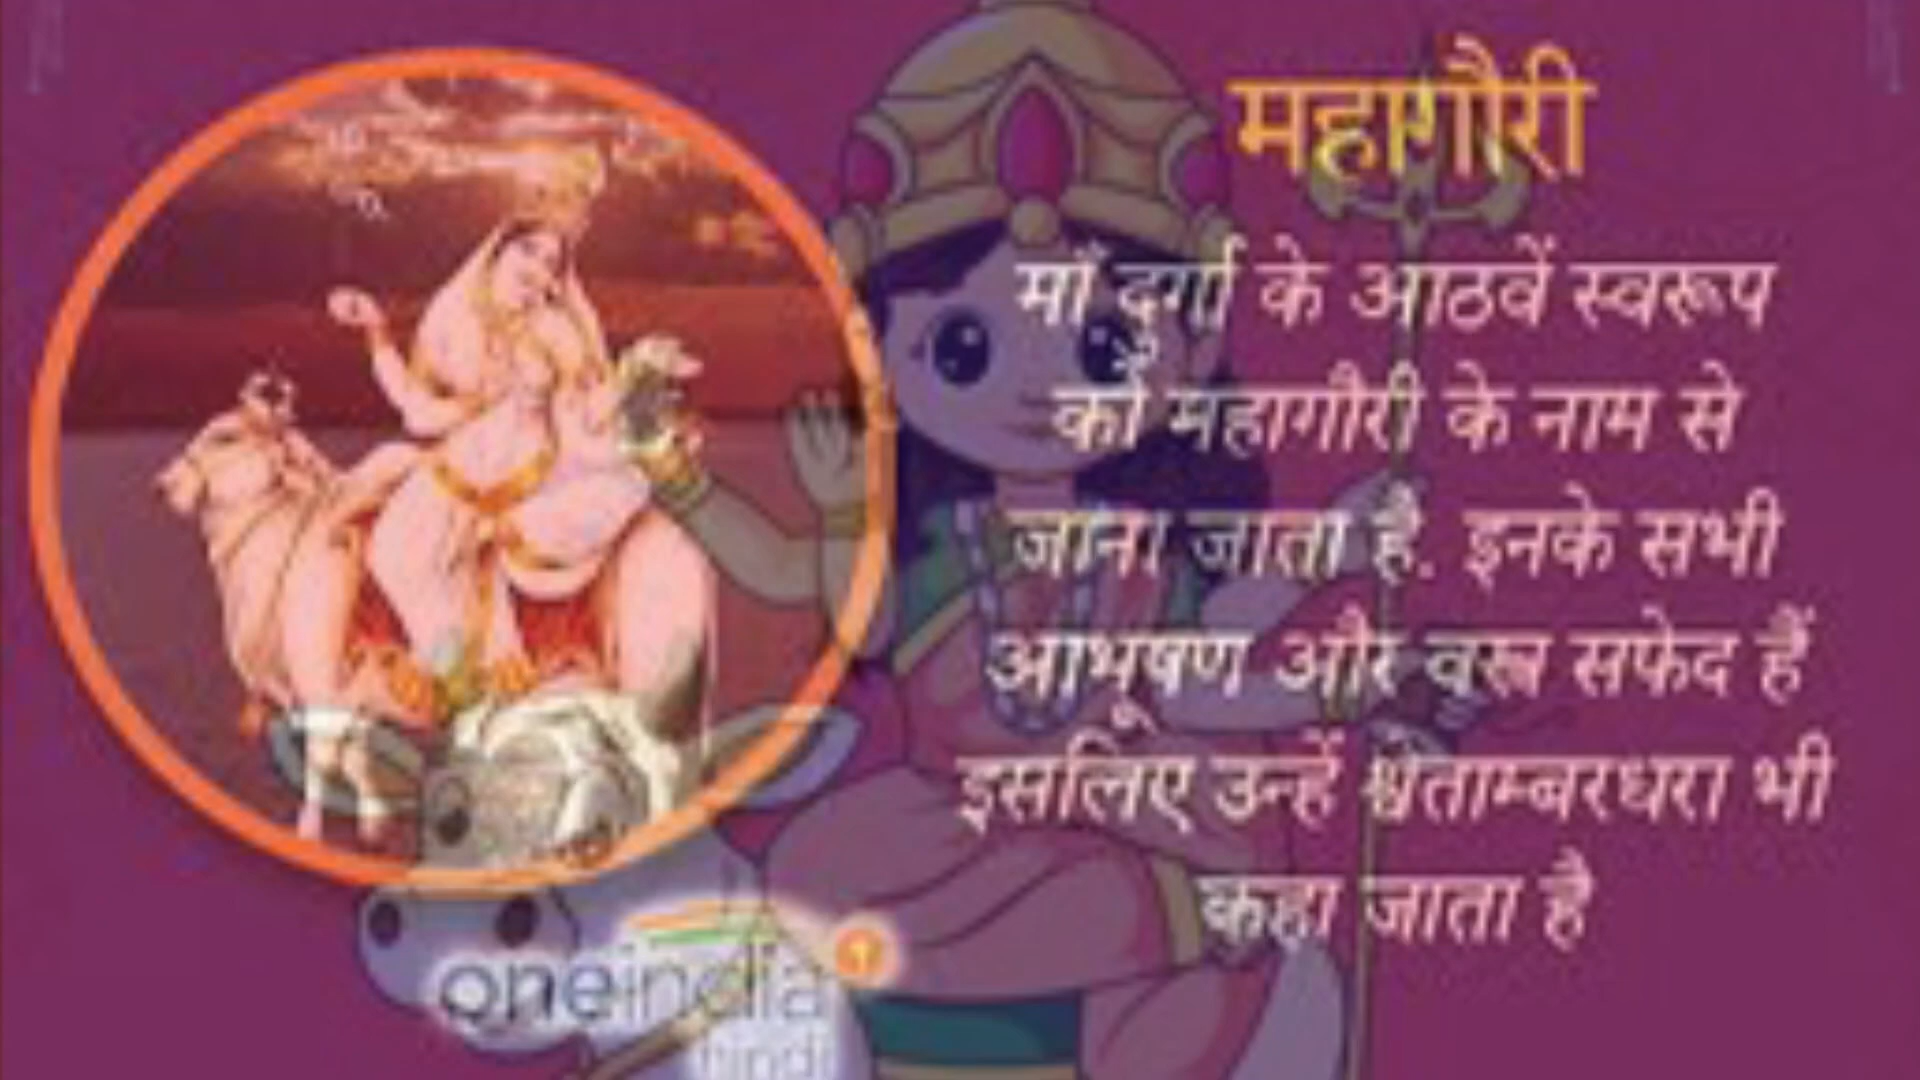 महागौरी
माँ दुर्गा के आठवें स्वरूप
को महागौरी के नाम से
जाना जाता है. इनके सभी
आभूषण और वस्त्र सफेद हैं
इसलिए उन्हें श्वेताम्बरधरा भी
कहा जाता है
oneindia
hindi